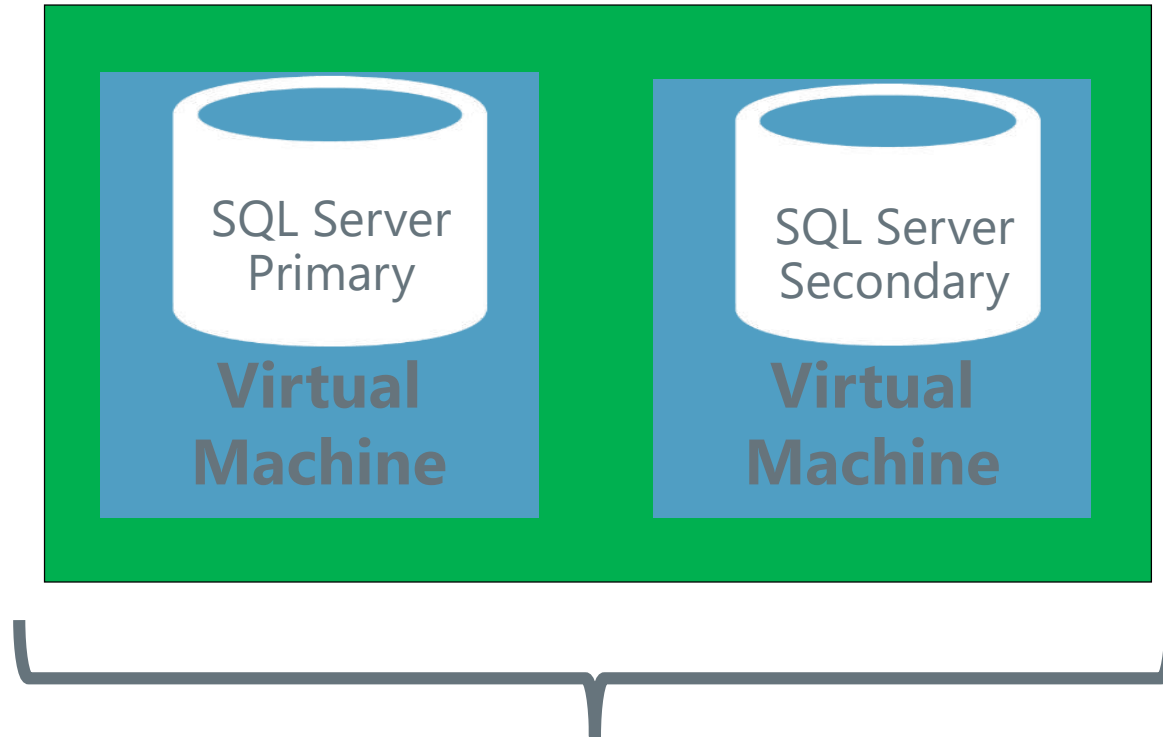 SQL Server
Primary
Virtual
Machine
SQL Server
Secondary
Virtual
Machine